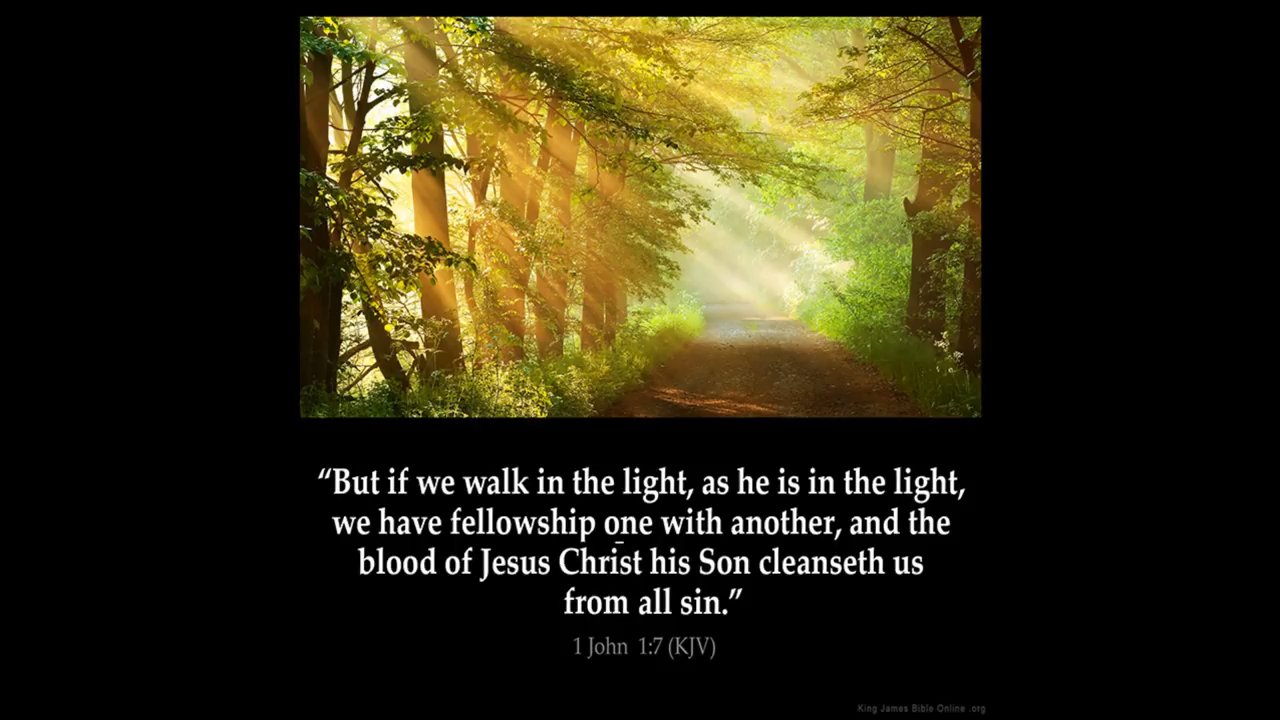 “But if we walk in the light, as he is in the light,
we have fellowship one with another, and the
blood of Jesus Christ his Son cleanseth us
from all sin.”
1 John 1:7 (KJV)
King James Bible Online .org